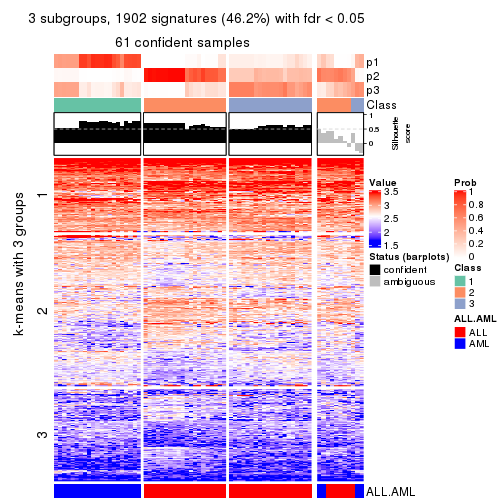 3 subgroups, 1902 signatures (46.2%) with fdr < 0.05
61 confident samples
p1
p2
p3
Class
1
0.5
0
Silhouette
score
k-means with 3 groups
1
2
3
Value
3.5
3
2.5
2
1.5
Status (barplots)
confident
ambiguous
Prob
1
0.8
0.6
0.4
0.2
0
Class
1
2
3
ALL.AML
ALL
AML
ALL.AML